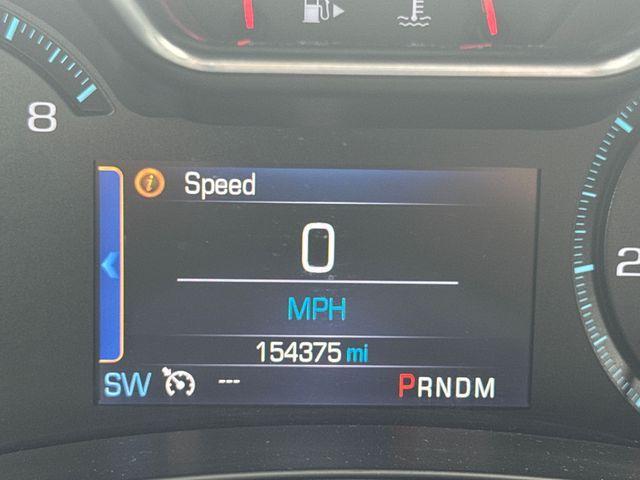 8
Speed
0
MPH
2
154375 mi
SW --- PRNDM